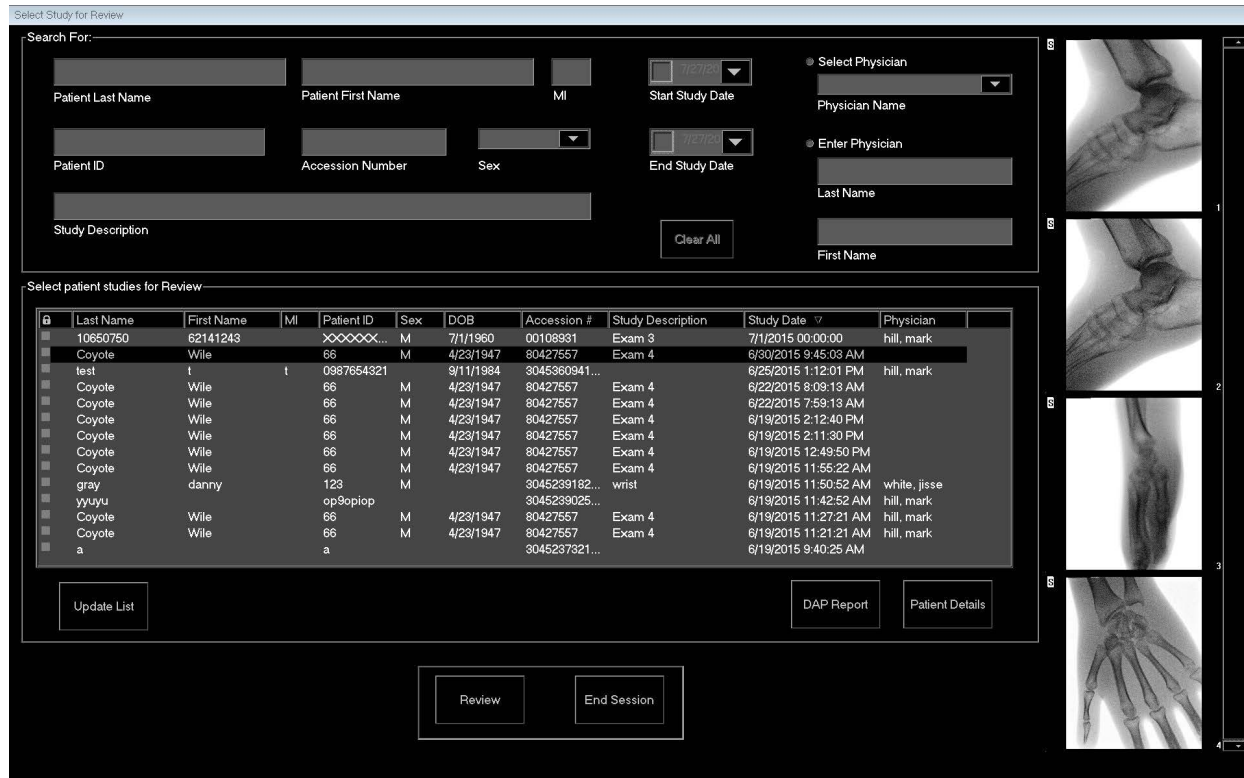 Select Study for Review
Search For:
Patient Last Name
Patient First Name
MI
7/27/20
Start Study Date
Select Physician
Physician Name
Patient ID
Accession Number
Sex
7/27/20
End Study Date
Enter Physician
Last Name
Study Description
Clear All
First Name
Select patient studies for Review
Last Name First Name MI Patient ID Sex DOB Accession # Study Description Study Date Physician
10650750 62141243 XXXXXX... M 7/1/1960 00108931 Exam 3 7/1/2015 00:00:00 hill, mark
Coyote Wile 66 M 4/23/1947 80427557 Exam 4 6/30/2015 9:45:03 AM
test t t 0987654321 9/11/1984 3045360941... 6/25/2015 1:12:01 PM hill, mark
Coyote Wile 66 M 4/23/1947 80427557 Exam 4 6/22/2015 8:09:13 AM
Coyote Wile 66 M 4/23/1947 80427557 Exam 4 6/22/2015 7:59:13 AM
Coyote Wile 66 M 4/23/1947 80427557 Exam 4 6/19/2015 2:12:40 PM
Coyote Wile 66 M 4/23/1947 80427557 Exam 4 6/19/2015 2:11:30 PM
Coyote Wile 66 M 4/23/1947 80427557 Exam 4 6/19/2015 12:49:50 PM
Coyote Wile 66 M 4/23/1947 80427557 Exam 4 6/19/2015 11:55:22 AM
gray danny 123 M 3045239182... wrist 6/19/2015 11:50:52 AM white, jisse
yyuyu op9opiop 3045239025... 6/19/2015 11:42:52 AM hill, mark
Coyote Wile 66 M 4/23/1947 80427557 Exam 4 6/19/2015 11:27:21 AM hill, mark
Coyote Wile 66 M 4/23/1947 80427557 Exam 4 6/19/2015 11:21:21 AM hill, mark
a a 3045237321... 6/19/2015 9:40:25 AM
Update List
DAP Report
Patient Details
Review
End Session
S
1
S
2
S
3
S
4